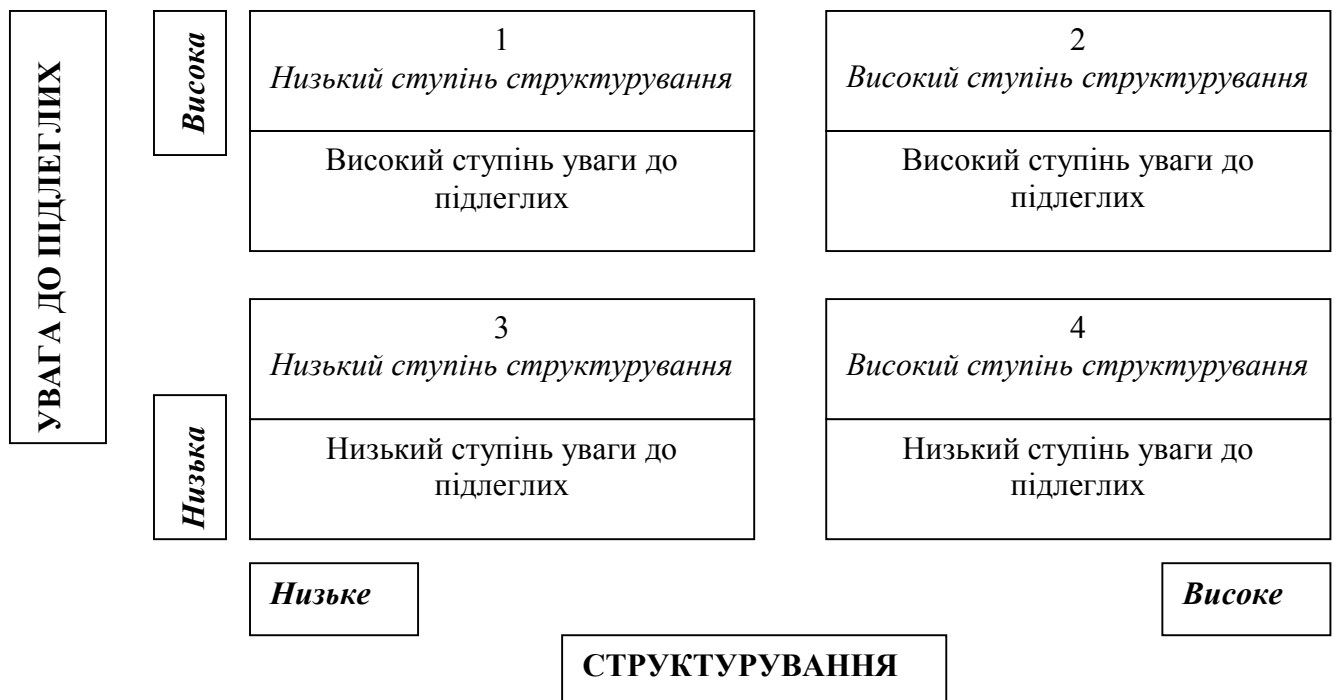 УВАГА ДО ПІДЛЕГЛИХ
Висока
1
Низький ступінь структурування
Високий ступінь уваги до
підлеглих
2
Високий ступінь структурування
Високий ступінь уваги до
підлеглих
Низька
3
Низький ступінь структурування
Низький ступінь уваги до
підлеглих
4
Високий ступінь структурування
Низький ступінь уваги до
підлеглих
Низьке
Високе
СТРУКТУРУВАННЯ